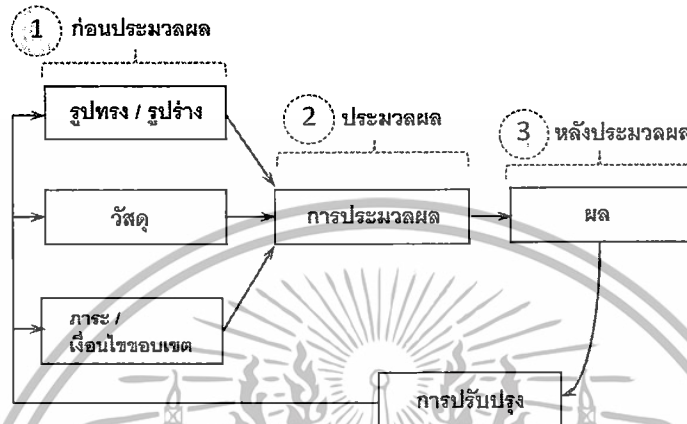 1 ก่อนประมวลผล
รูปทรง / รูปร่าง
วัสดุ
ภาระ /
เงื่อนไขขอบเขต
2 ประมวลผล
การประมวลผล
3 หลังประมวลผล
ผล
การปรับปรุง